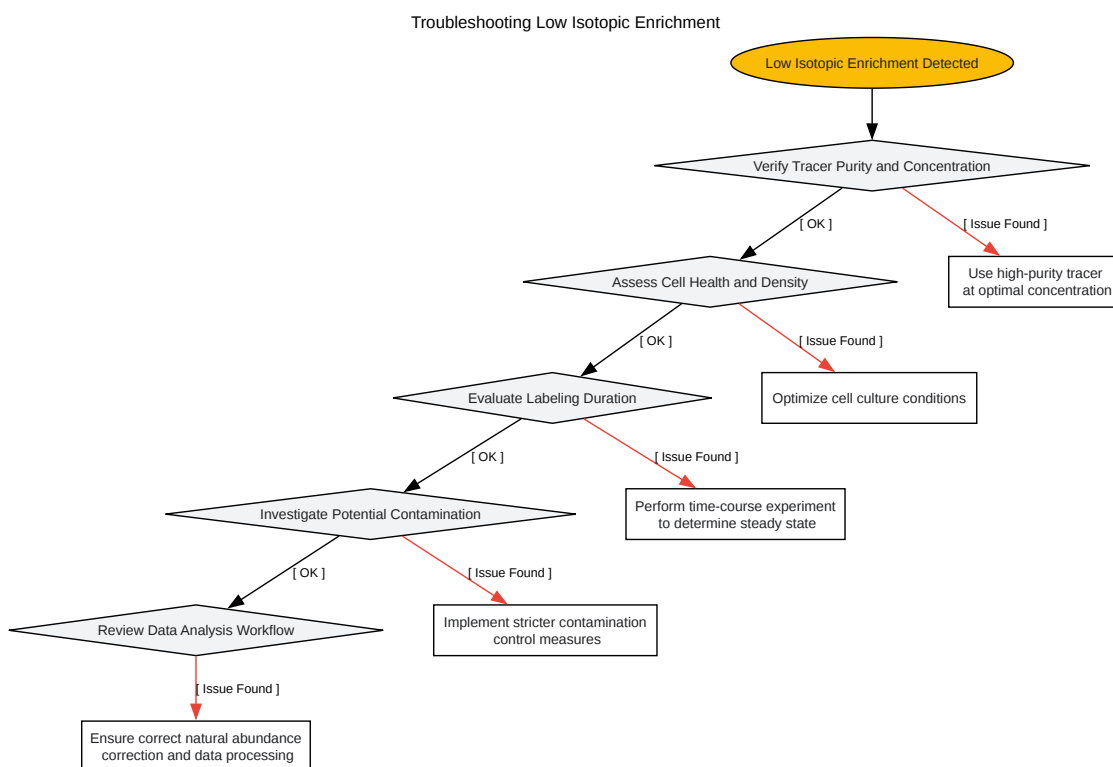 Troubleshooting Low Isotopic Enrichment
Low Isotopic Enrichment Detected
Verify Tracer Purity and Concentration
[ OK ]
[ Issue Found ]
Use high-purity tracer
at optimal concentration
Assess Cell Health and Density
[ OK ]
[ Issue Found ]
Optimize cell culture conditions
Evaluate Labeling Duration
[ OK ]
[ Issue Found ]
Perform time-course experiment
to determine steady state
Investigate Potential Contamination
[ OK ]
[ Issue Found ]
Implement stricter contamination
control measures
Review Data Analysis Workflow
[ Issue Found ]
Ensure correct natural abundance
correction and data processing